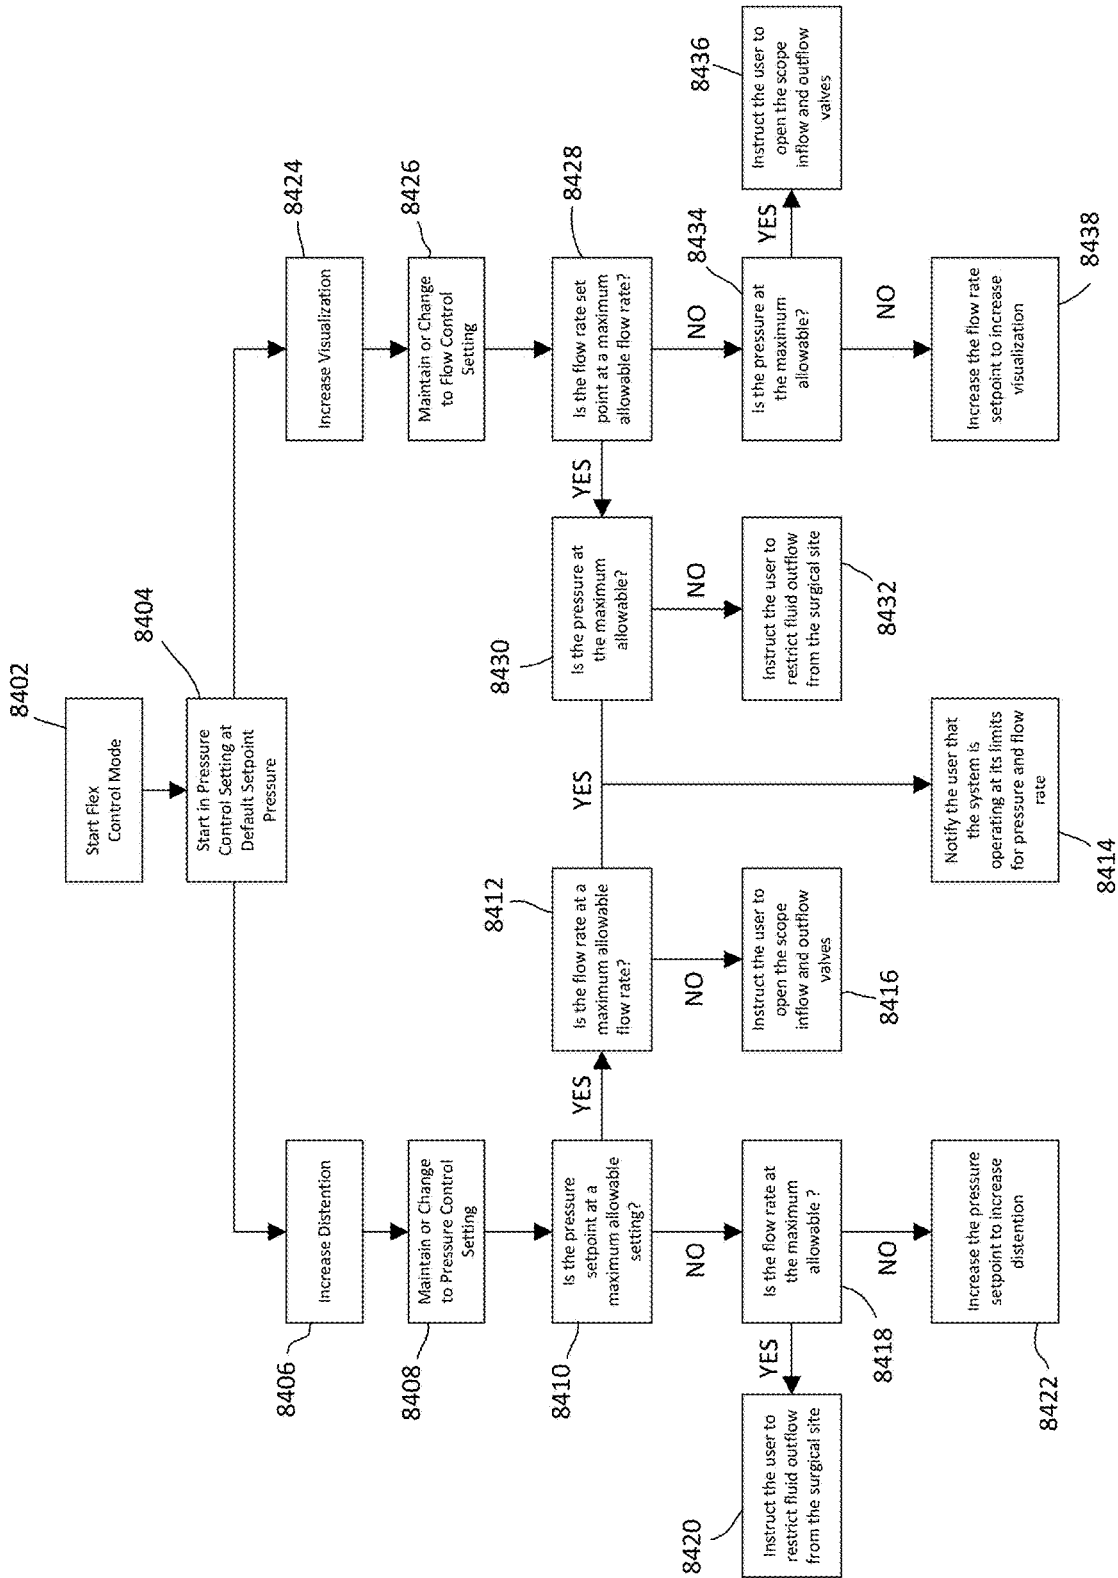 8402
Start Flex
Control Mode
8404
Start in Pressure
Control Setting at
Default Setpoint
Pressure
8406
Increase Distention
8424
Increase Visualization
8408
Maintain or Change
to Pressure Control
Setting
8426
Maintain or Change
to Flow Control
Setting
8410
Is the pressure
setpoint at a
maximum allowable
setting?
YES
8412
Is the flow rate at a
maximum allowable
flow rate?
YES
8430
Is the pressure at
the maximum
allowable?
YES
8428
Is the flow rate set
point at a maximum
allowable flow rate?
NO
NO
NO
NO
8420
Instruct the user to
restrict fluid outflow
from the surgical site
YES
8418
Is the flow rate at
the maximum
allowable ?
8416
Instruct the user to
open the scope
inflow and outflow
valves
8432
Instruct the user to
restrict fluid outflow
from the surgical site
8434
Is the pressure at
the maximum
allowable?
YES
8436
Instruct the user to
open the scope
inflow and outflow
valves
NO
NO
8422
Increase the pressure
setpoint to increase
distention
8414
Notify the user that
the system is
operating at its limits
for pressure and flow
rate
8438
Increase the flow rate
setpoint to increase
visualization